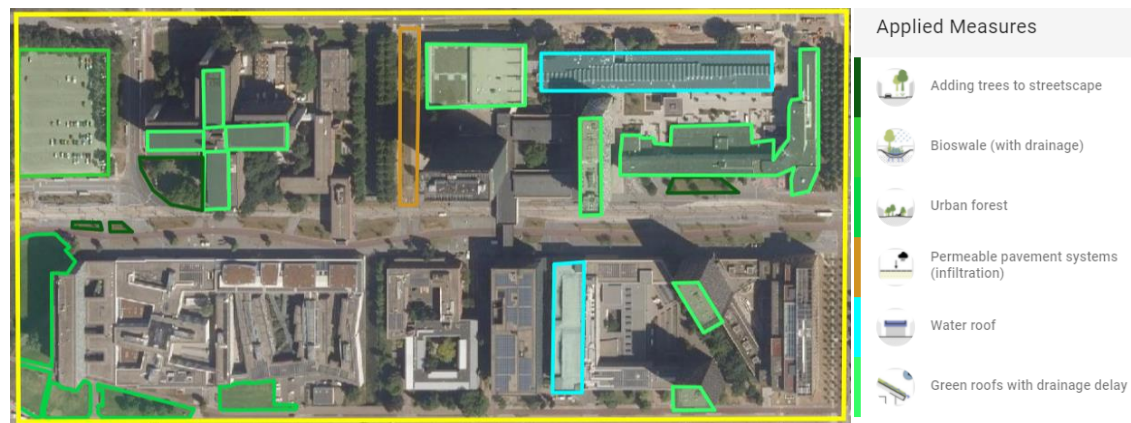 Applied Measures
Adding trees to streetscape
Bioswale (with drainage)
Urban forest
Permeable pavement systems
(infiltration)
Water roof
Green roofs with drainage delay